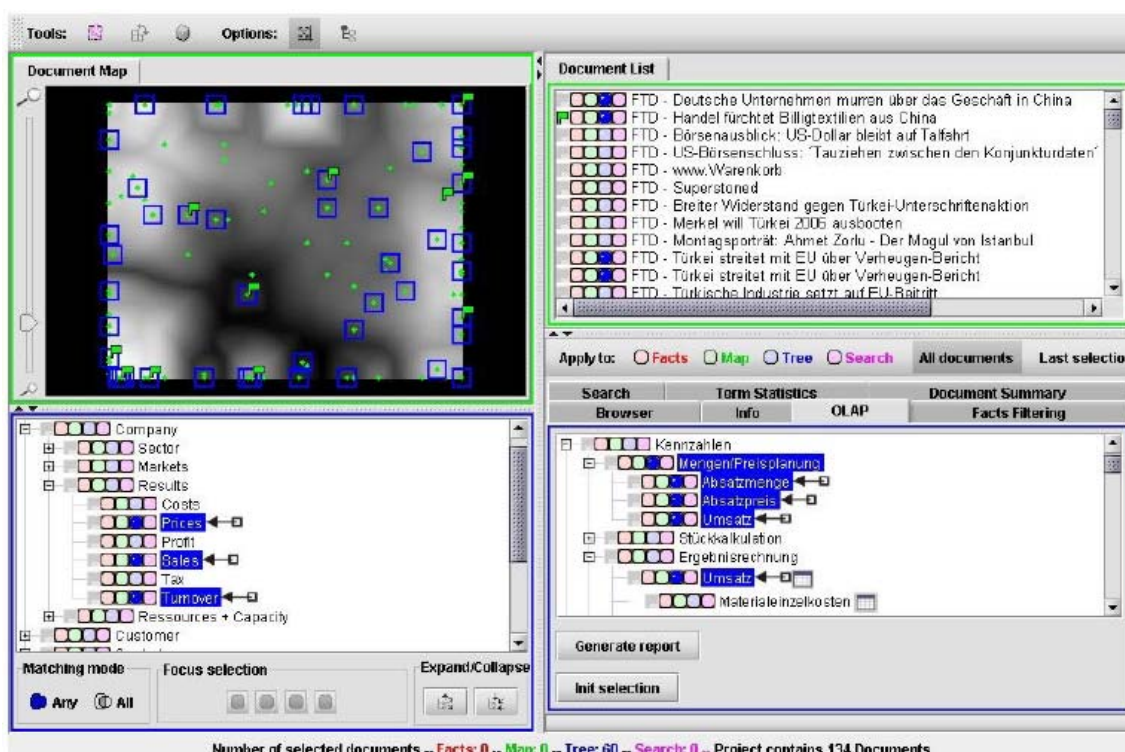 Tools: Options:
Document Map
Document List
FTD - Deutsche Unternehmen murren über das Geschäft in China
FTD - Handel fürchtet Billigtextilien aus China
FTD - Börsenausblick: US-Dollar bleibt auf Talfahrt
FTD - US-Börsenschluss: 'Tauziehen zwischen den Konjunkturdaten'
FTD - www.Warenkorb
FTD - Superstoned
FTD - Breiter Widerstand gegen Türkei-Unterschriftenaktion
FTD - Merkel will Türkei 2006 ausbooten
FTD - Montagsporträt: Ahmet Zorlu - Der Mogul von Istanbul
FTD - Türkei streitet mit EU über Verheugen-Bericht
FTD - Türkei streitet mit EU über Verheugen-Bericht
FTD - Türkische Industrie setzt auf EU-Beitritt
Apply to: Facts Map Tree Search All documents Last selectio
Search Term Statistics Document Summary
Browser Info OLAP Facts Filtering
Company
Sector
Markets
Results
Costs
Prices
Profit
Sales
Tax
Turnover
Ressources + Capacity
Customer
Matching mode
Any All
Focus selection
Expand/Collapse
Kennzahlen
Mengen/Preisplanung
Absatzmenge
Absatzpreis
Umsatz
Stückkalkulation
Ergebnisrechnung
Umsatz
Materialeinzelkosten
Generate report
Init selection
Number of selected documents -- Facts: 0 -- Map: 0 -- Tree: 60 -- Search: 0 -- Project contains 134 Documents